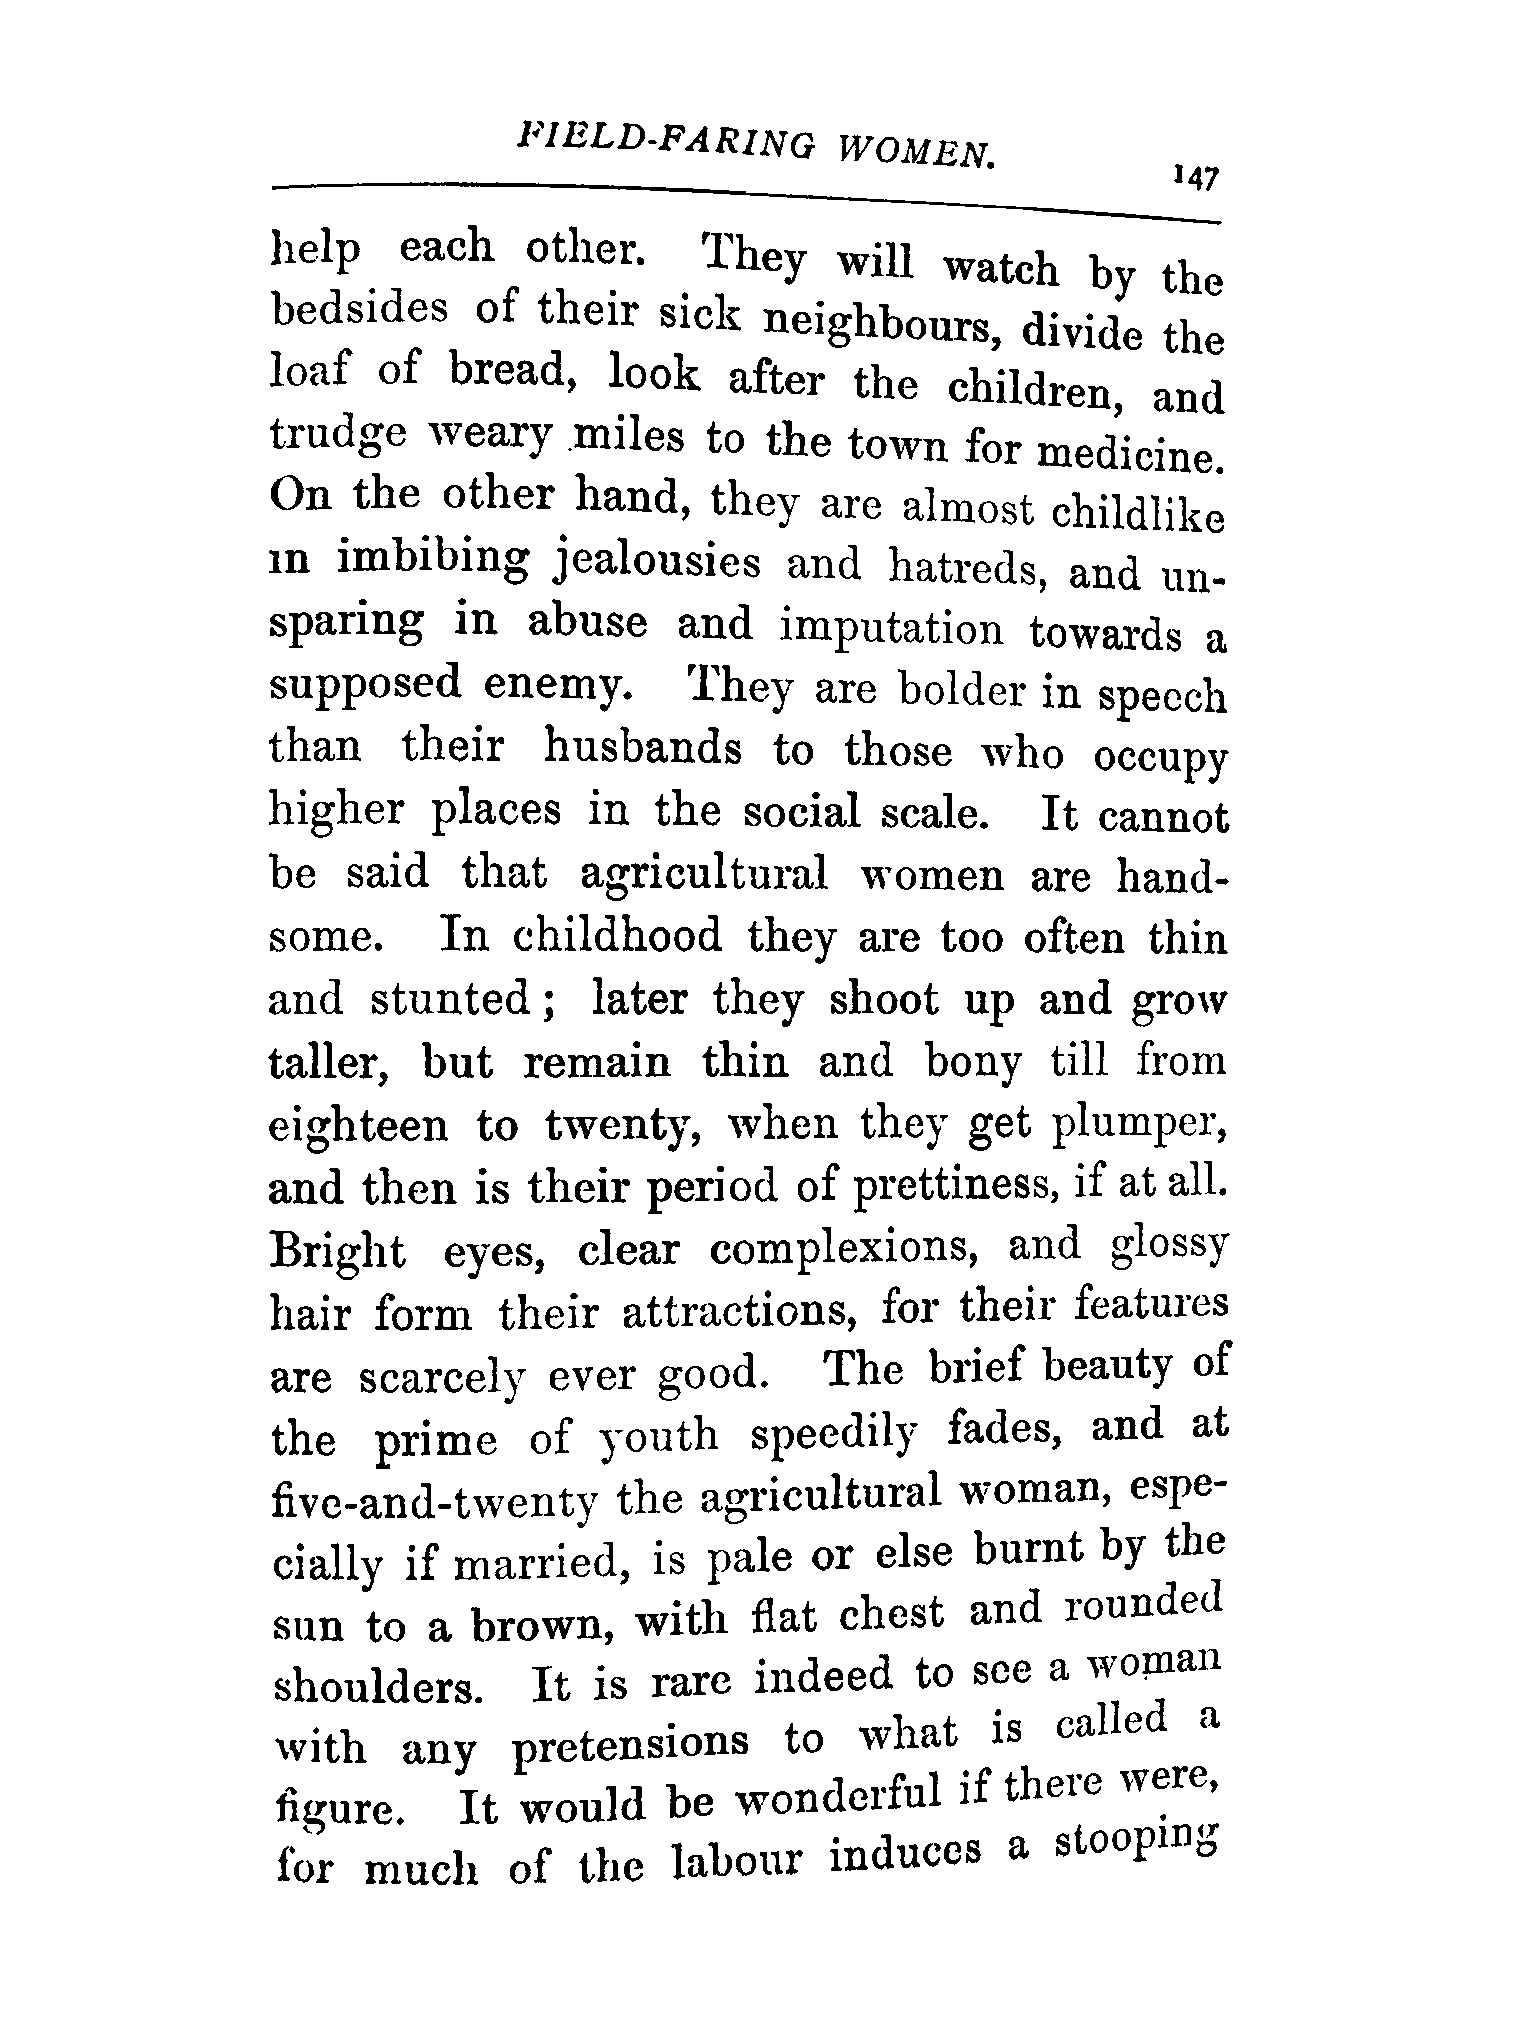 FIELD-FARING WOMEN.
147
help each other. They will watch by the
bedsides of their sick neighbours, divide the
loaf of bread, look after the children, and
trudge weary miles to the town for medicine.
On the other hand, they are almost childlike
in imbibing jealousies and hatreds, and un-
sparing in abuse and imputation towards a
supposed enemy. They are bolder in speech
than their husbands to those who occupy
higher places in the social scale. It cannot
be said that agricultural women are hand-
some. In childhood they are too often thin
and stunted; later they shoot up and grow
taller, but remain thin and bony till from
eighteen to twenty, when they get plumper,
and then is their period of prettiness, if at all.
Bright eyes, clear complexions, and glossy
hair form their attractions, for their features
are scarcely ever good. The brief beauty of
the prime of youth speedily fades, and at
five-and-twenty the agricultural woman, espe-
cially if married, is pale or else burnt by the
sun to a brown, with flat chest and rounded
shoulders. It is rare indeed to see a woman
with any pretensions to what is called a
figure. It would be wonderful if there were,
for much of the labour induces a stooping